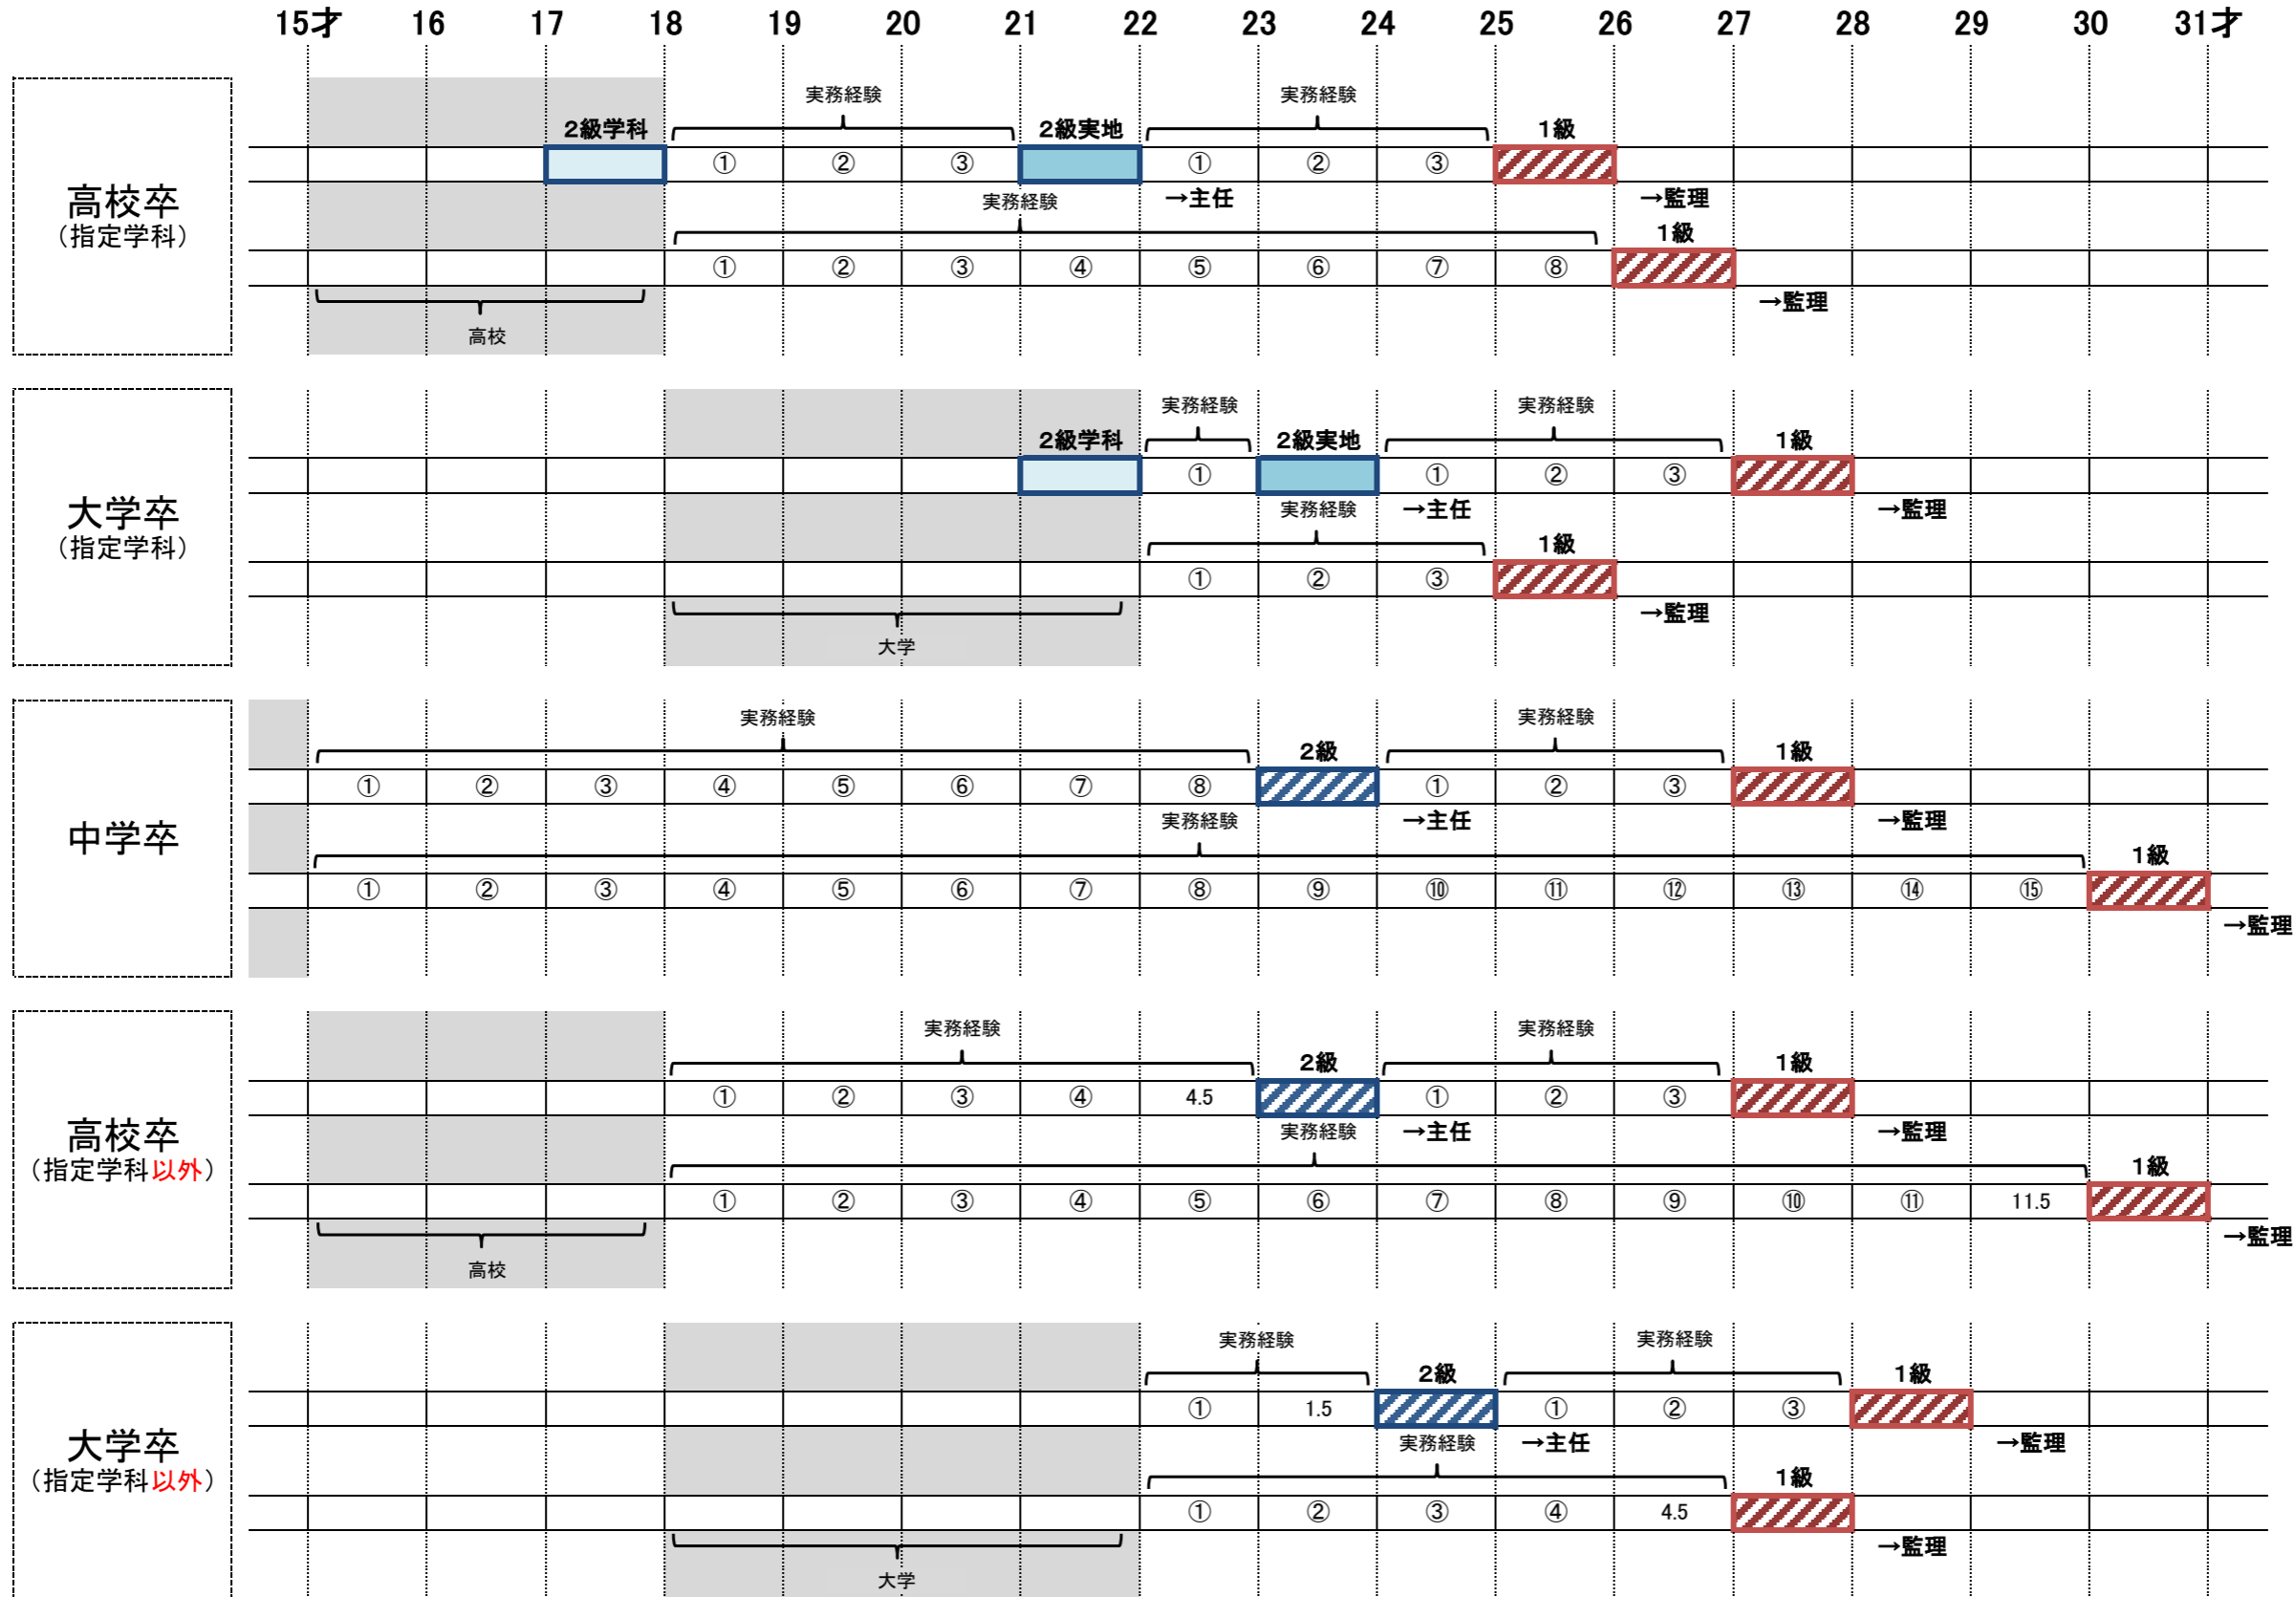 15才 16 17 18 19 20 21 22 23 24 25 26 27 28 29 30 31才
高校卒
（指定学科）
実務経験 実務経験
2級学科 2級実地 1級
① ② ③ ① ② ③
→主任 →監理
実務経験
1級
① ② ③ ④ ⑤ ⑥ ⑦ ⑧
→監理
高校
大学卒
（指定学科）
実務経験 実務経験
2級学科 2級実地 1級
① ① ② ③
→主任 →監理
実務経験
1級
① ② ③
→監理
大学
中学卒
実務経験 実務経験
2級 1級
① ② ③ ④ ⑤ ⑥ ⑦ ⑧ ① ② ③
→主任 →監理
実務経験
1級
① ② ③ ④ ⑤ ⑥ ⑦ ⑧ ⑨ ⑩ ⑪ ⑫ ⑬ ⑭ ⑮
→監理
高校卒
（指定学科以外）
実務経験 実務経験
2級 1級
① ② ③ ④ 4.5 ① ② ③
→主任 →監理
実務経験
1級
① ② ③ ④ ⑤ ⑥ ⑦ ⑧ ⑨ ⑩ ⑪ 11.5
→監理
高校
大学卒
（指定学科以外）
実務経験 実務経験
2級 1級
① 1.5 ① ② ③
→主任 →監理
実務経験
1級
① ② ③ ④ 4.5
→監理
大学